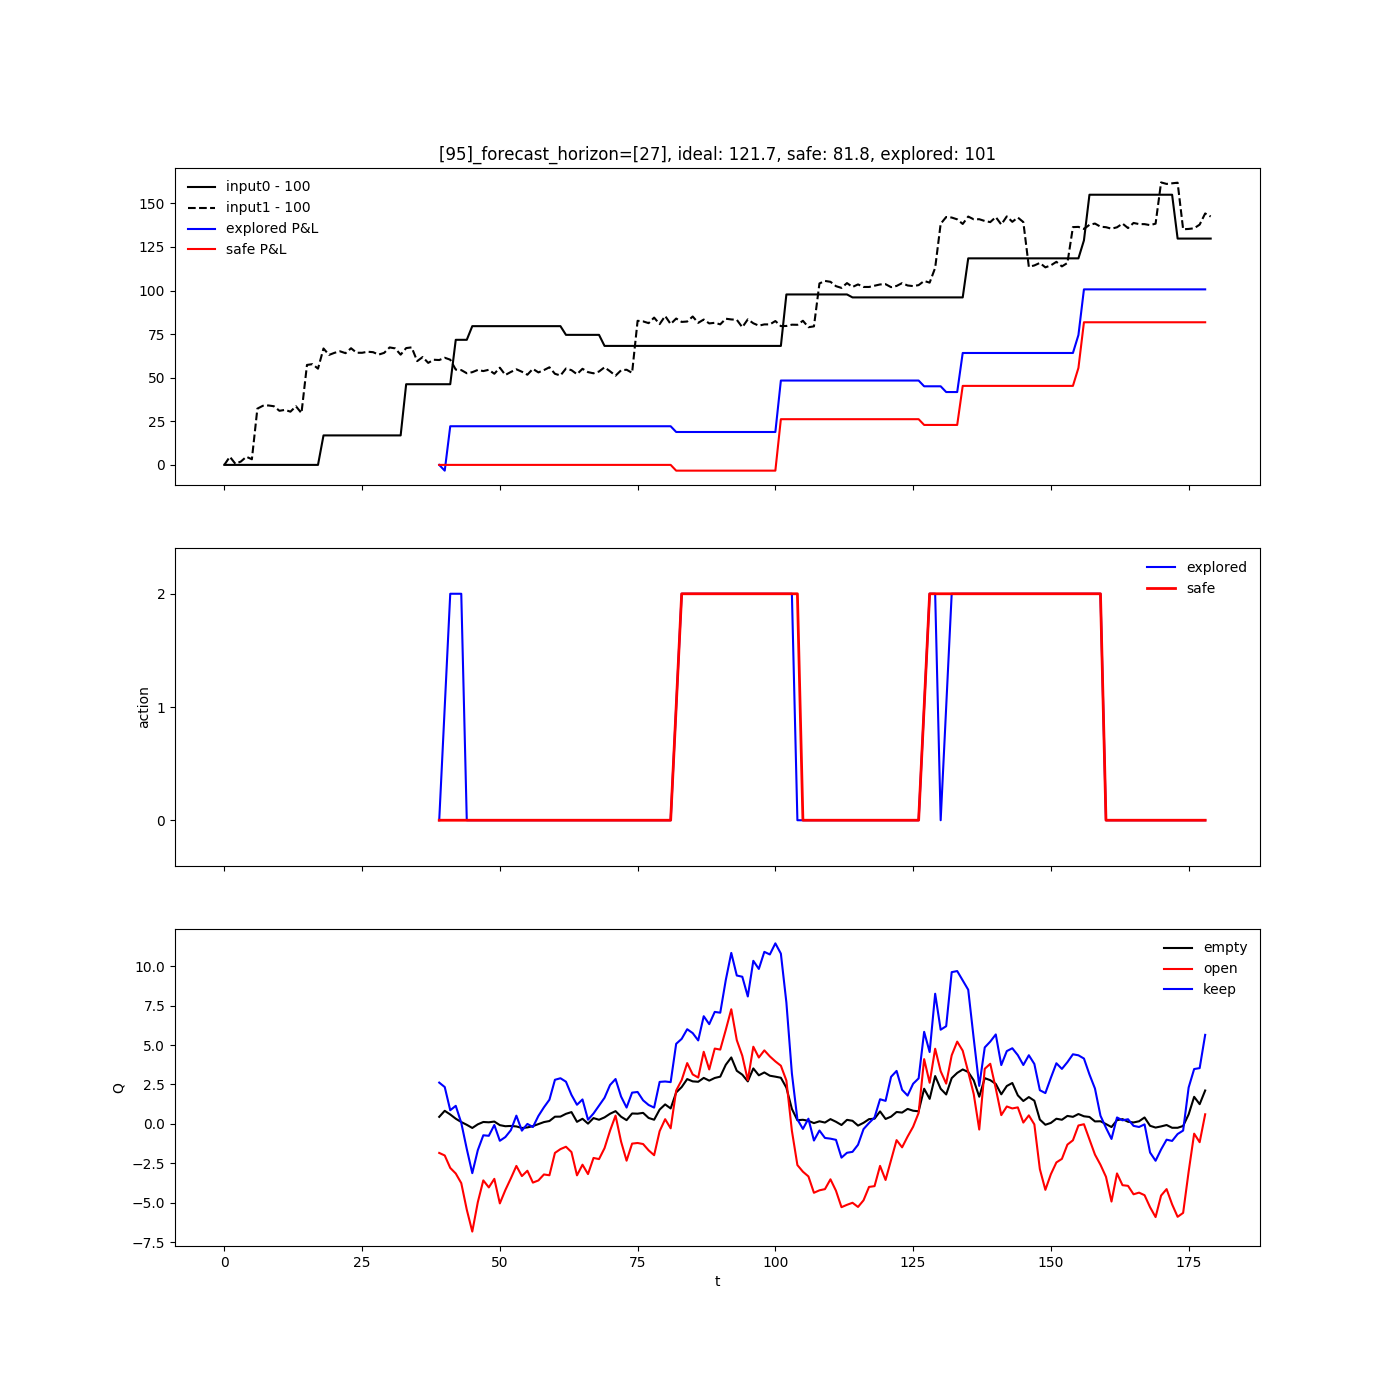 [95]_forecast_horizon=[27], ideal: 121.7, safe: 81.8, explored: 101
input0 - 100
input1 - 100
explored P&L
safe P&L
150
125
100
75
50
25
0
explored
safe
action
2
1
0
empty
open
keep
Q
10.0
7.5
5.0
2.5
0.0
−2.5
−5.0
−7.5
0 25 50 75 100 125 150 175
t